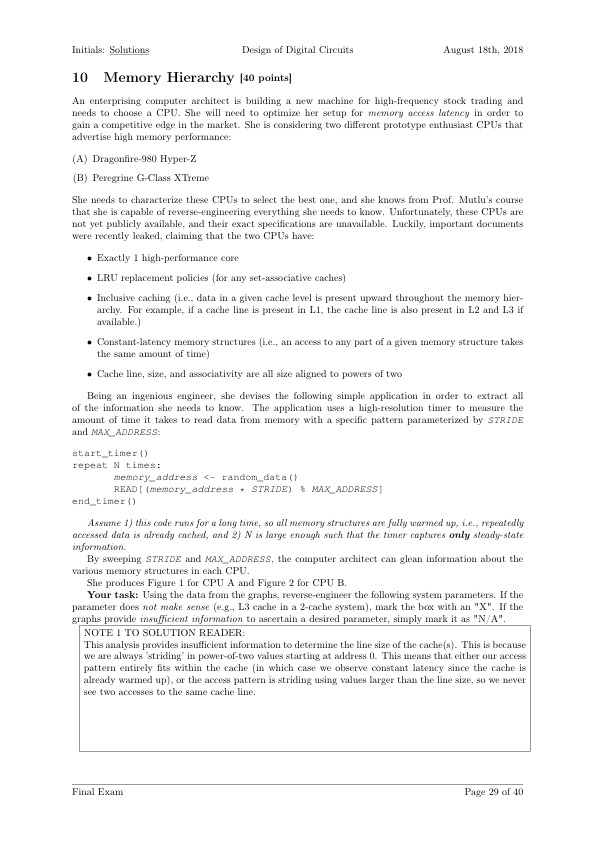 Initials: Solutions
Design of Digital Circuits
August 18th, 2018
10 Memory Hierarchy [40 points]
An enterprising computer architect is building a new machine for high-frequency stock trading and
needs to choose a CPU. She will need to optimize her setup for memory access latency in order to
gain a competitive edge in the market. She is considering two different prototype enthusiast CPUs that
advertise high memory performance:
(A) Dragonfire-980 Hyper-Z
(B) Peregrine G-Class XTreme
She needs to characterize these CPUs to select the best one, and she knows from Prof. Mutlu's course
that she is capable of reverse-engineering everything she needs to know. Unfortunately, these CPUs are
not yet publicly available, and their exact specifications are unavailable. Luckily, important documents
were recently leaked, claiming that the two CPUs have:
• Exactly 1 high-performance core
• LRU replacement policies (for any set-associative caches)
• Inclusive caching (i.e., data in a given cache level is present upward throughout the memory hier-
archy. For example, if a cache line is present in L1, the cache line is also present in L2 and L3 if
available.)
• Constant-latency memory structures (i.e., an access to any part of a given memory structure takes
the same amount of time)
• Cache line, size, and associativity are all size aligned to powers of two
Being an ingenious engineer, she devises the following simple application in order to extract all
of the information she needs to know. The application uses a high-resolution timer to measure the
amount of time it takes to read data from memory with a specific pattern parameterized by STRIDE
and MAX_ADDRESS:
start_timer()
repeat N times:
memory_address <- random_data()
READ[(memory_address * STRIDE) % MAX_ADDRESS]
end_timer()
Assume 1) this code runs for a long time, so all memory structures are fully warmed up, i.e., repeatedly
accessed data is already cached, and 2) N is large enough such that the timer captures only steady-state
information.
By sweeping STRIDE and MAX_ADDRESS, the computer architect can glean information about the
various memory structures in each CPU.
She produces Figure 1 for CPU A and Figure 2 for CPU B.
Your task: Using the data from the graphs, reverse-engineer the following system parameters. If the
parameter does not make sense (e.g., L3 cache in a 2-cache system), mark the box with an "X". If the
graphs provide insufficient information to ascertain a desired parameter, simply mark it as "N/A".
NOTE 1 TO SOLUTION READER:
This analysis provides insufficient information to determine the line size of the cache(s). This is because
we are always 'striding' in power-of-two values starting at address 0. This means that either our access
pattern entirely fits within the cache (in which case we observe constant latency since the cache is
already warmed up), or the access pattern is striding using values larger than the line size, so we never
see two accesses to the same cache line.
Final Exam
Page 29 of 40